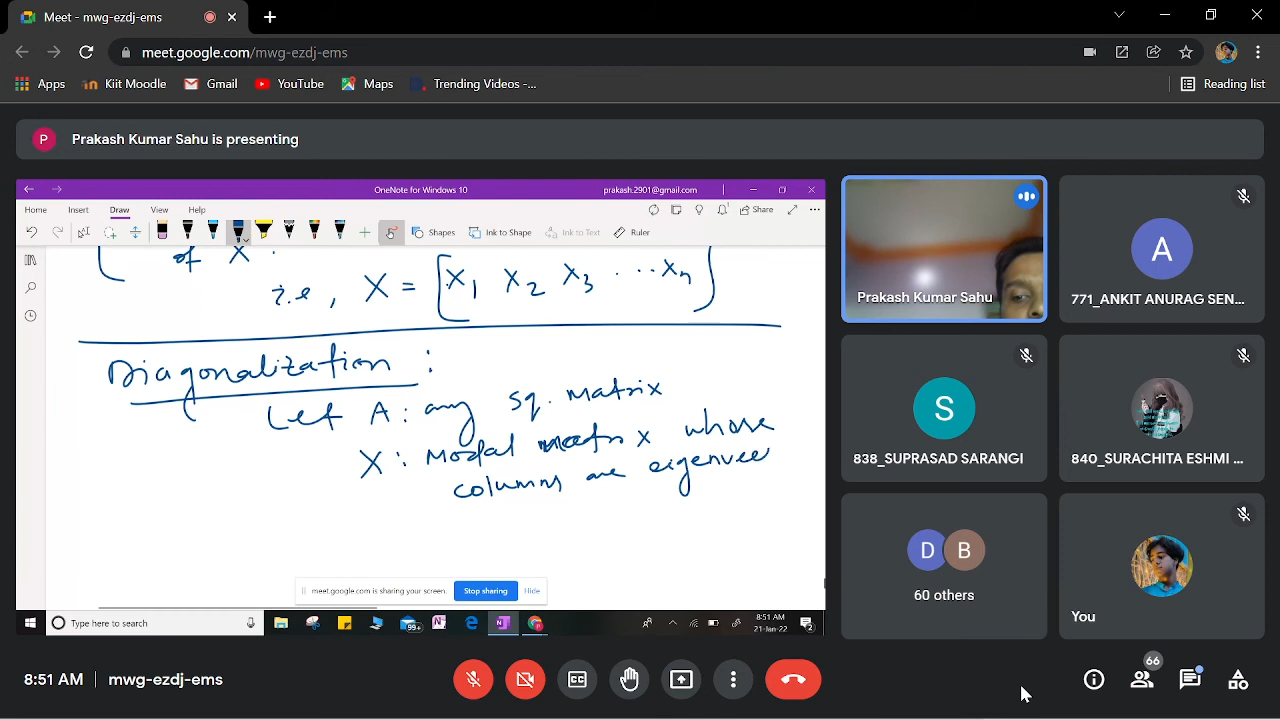 Meet - mwg-ezdj-ems
meet.google.com/mwg-ezdj-ems
Apps Kiit Moodle Gmail YouTube Maps Trending Videos -... Reading list
P Prakash Kumar Sahu is presenting
OneNote for Windows 10 prakash.2901@gmail.com
Home Insert Draw View Help Share
Shapes Ink to Shape Ink to Text Ruler
of X.
i.e, X = [X1 X2 X3 ... Xn]
Diagonalization :
Let A : any sq. matrix
X : Modal matrix whose
columns are eigenvec
meet.google.com is sharing your screen. Stop sharing Hide
Type here to search
99+
8:51 AM
21-Jan-22
2
Prakash Kumar Sahu
A
771_ANKIT ANURAG SEN...
S
838_SUPRASAD SARANGI
840_SURACHITA ESHMI ...
D B
60 others
You
8:51 AM | mwg-ezdj-ems
66